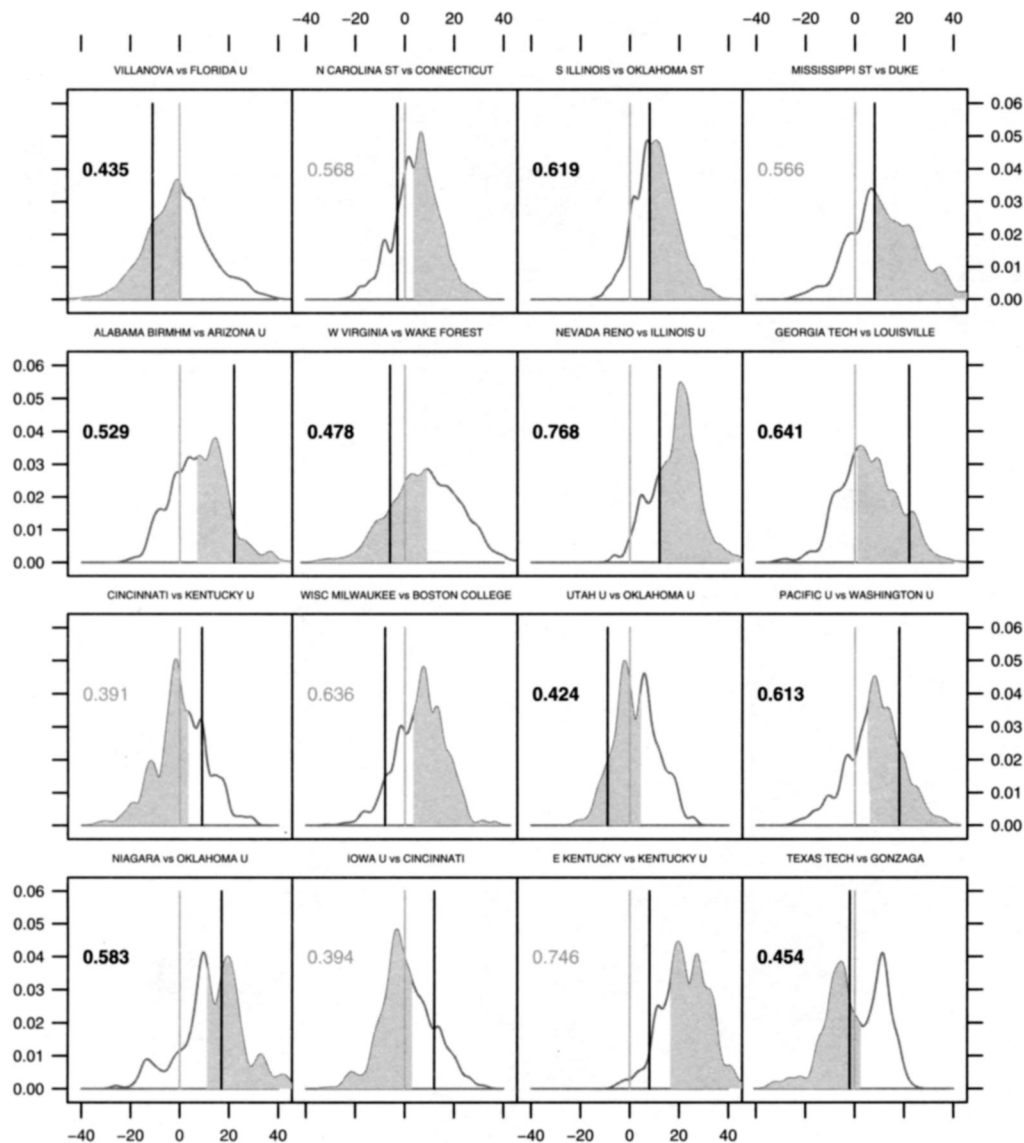 −40 −20 0 20 40 −40 −20 0 20 40
VILLANOVA vs FLORIDA U N CAROLINA ST vs CONNECTICUT S ILLINOIS vs OKLAHOMA ST MISSISSIPPI ST vs DUKE
0.06
0.05
0.435 0.568 0.619 0.566 0.04
0.03
0.02
0.01
0.00
ALABAMA BIRMHM vs ARIZONA U W VIRGINIA vs WAKE FOREST NEVADA RENO vs ILLINOIS U GEORGIA TECH vs LOUISVILLE
0.06
0.05
0.04 0.529 0.478 0.768 0.641
0.03
0.02
0.01
0.00
CINCINNATI vs KENTUCKY U WISC MILWAUKEE vs BOSTON COLLEGE UTAH U vs OKLAHOMA U PACIFIC U vs WASHINGTON U
0.06
0.05
0.391 0.636 0.424 0.613 0.04
0.03
0.02
0.01
0.00
NIAGARA vs OKLAHOMA U IOWA U vs CINCINNATI E KENTUCKY vs KENTUCKY U TEXAS TECH vs GONZAGA
0.06
0.05
0.04 0.583 0.394 0.746 0.454
0.03
0.02
0.01
0.00
−40 −20 0 20 40 −40 −20 0 20 40